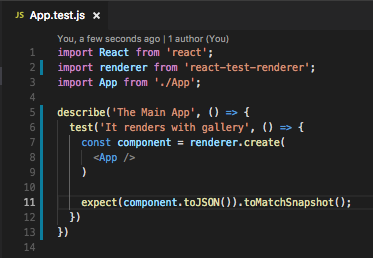 JS App.test.js ×
You, a few seconds ago | 1 author (You)
1 import React from 'react';
2 import renderer from 'react-test-renderer';
3 import App from './App';
4
5 describe('The Main App', () => {
6   test('It renders with gallery', () => {
7     const component = renderer.create(
8       <App />
9     )
10
11     expect(component.toJSON()).toMatchSnapshot();
12   })
13 })
14